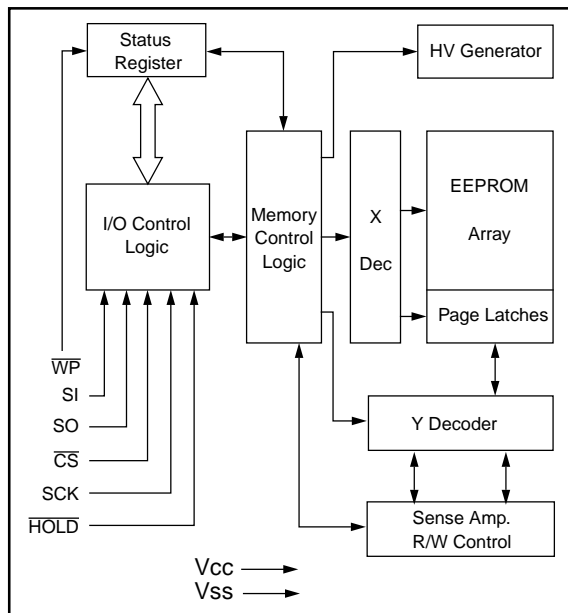 Status
Register
HV Generator
I/O Control
Logic
Memory
Control
Logic
X
Dec
EEPROM
Array
Page Latches
Y Decoder
Sense Amp.
R/W Control
WP
SI
SO
CS
SCK
HOLD
Vcc
Vss